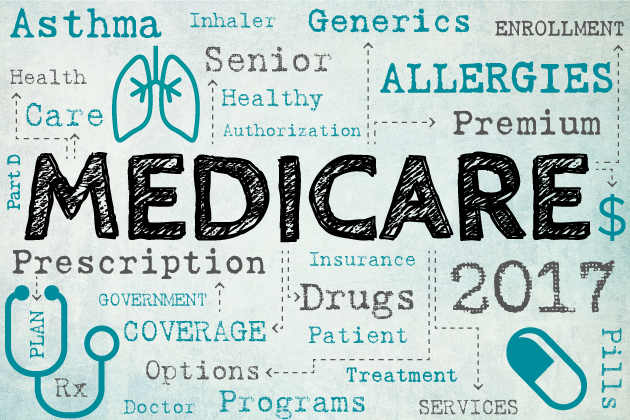 Asthma
Inhaler
Generics
ENROLLMENT
Health
Senior
ALLERGIES
Care
Healthy
Authorization
Premium
Part D
MEDICARE
$
Prescription
Insurance
2017
PLAN
GOVERNMENT
Drugs
COVERAGE
Patient
Pills
Rx
Options
Treatment
Doctor
Programs
SERVICES